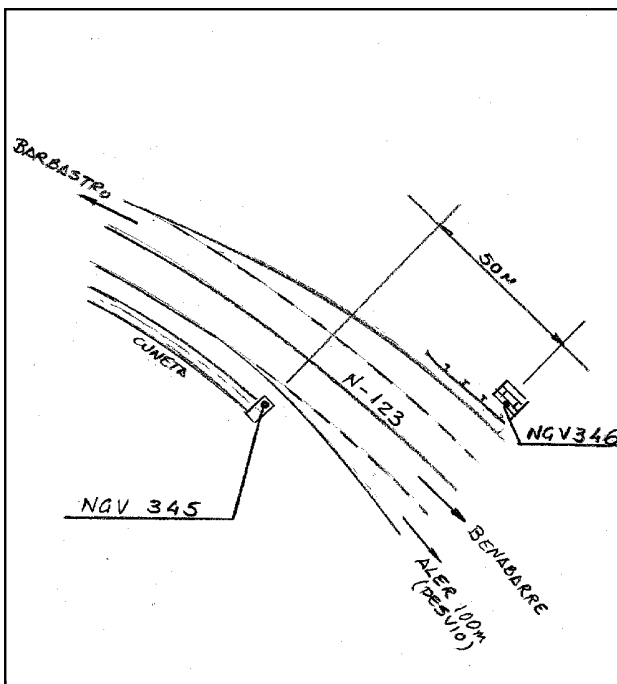 BARBASTRO
50M
CUNETA
N-123
NGV346
NGV 345
BENABARRE
ALER 100m
(DESVIO)